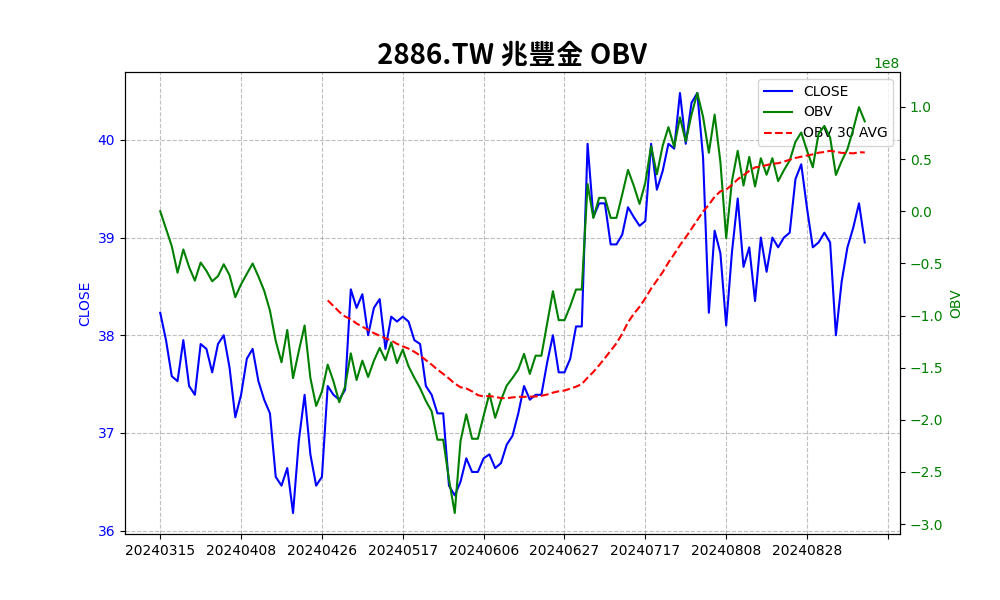 2886.TW 兆豐金 OBV
1e8
CLOSE
OBV
OBV 30 AVG
40
39
38
37
36
CLOSE
1.0
0.5
0.0
−0.5
−1.0
−1.5
−2.0
−2.5
−3.0
OBV
20240315 20240408 20240426 20240517 20240606 20240627 20240717 20240808 20240828